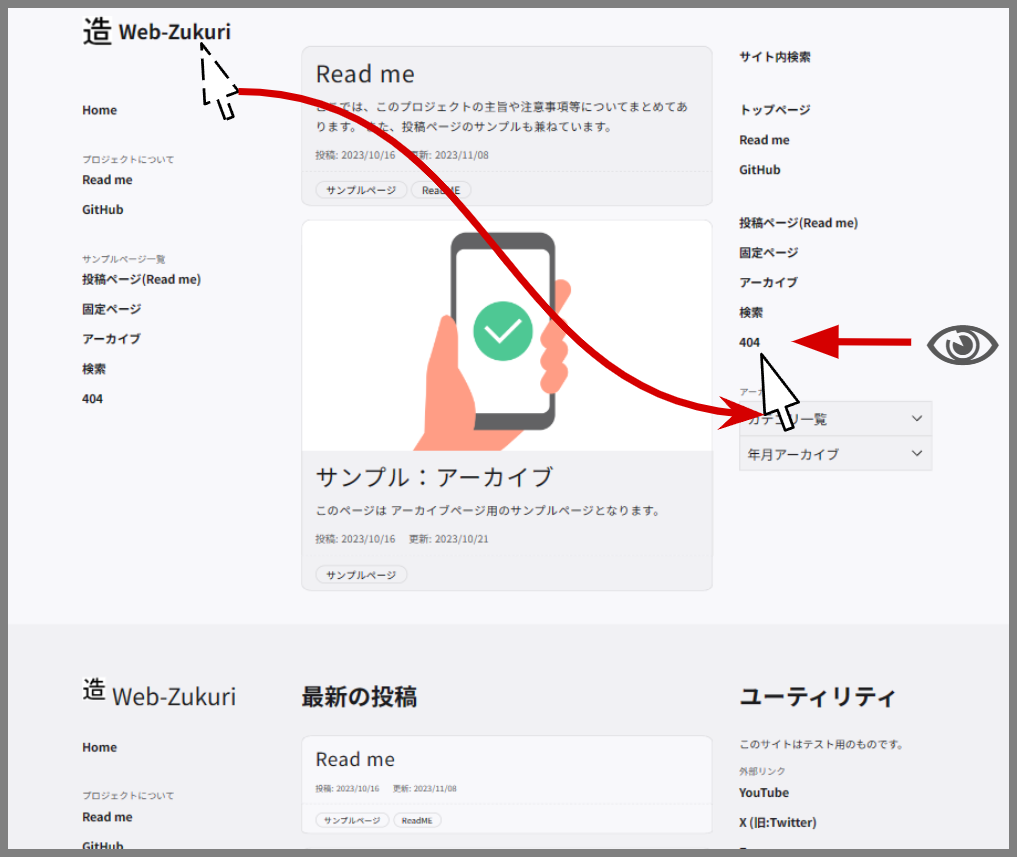 造 Web-Zukuri
Home
プロジェクトについて
Read me
GitHub
サンプルページ一覧
投稿ページ(Read me)
固定ページ
アーカイブ
検索
404
Read me
では、このプロジェクトの主旨や注意事項等についてまとめてあ
ります。 また、投稿ページのサンプルも兼ねています。
投稿: 2023/10/16 更新: 2023/11/08
サンプルページ ReadME
サンプル：アーカイブ
このページは アーカイブページ用のサンプルページとなります。
投稿: 2023/10/16 更新: 2023/10/21
サンプルページ
サイト内検索
トップページ
Read me
GitHub
投稿ページ(Read me)
固定ページ
アーカイブ
検索
404
カテゴリ一覧
年月アーカイブ
造 Web-Zukuri
Home
プロジェクトについて
Read me
GitHub
最新の投稿
Read me
投稿: 2023/10/16 更新: 2023/11/08
サンプルページ ReadME
ユーティリティ
このサイトはテスト用のものです。
外部リンク
YouTube
X (旧:Twitter)